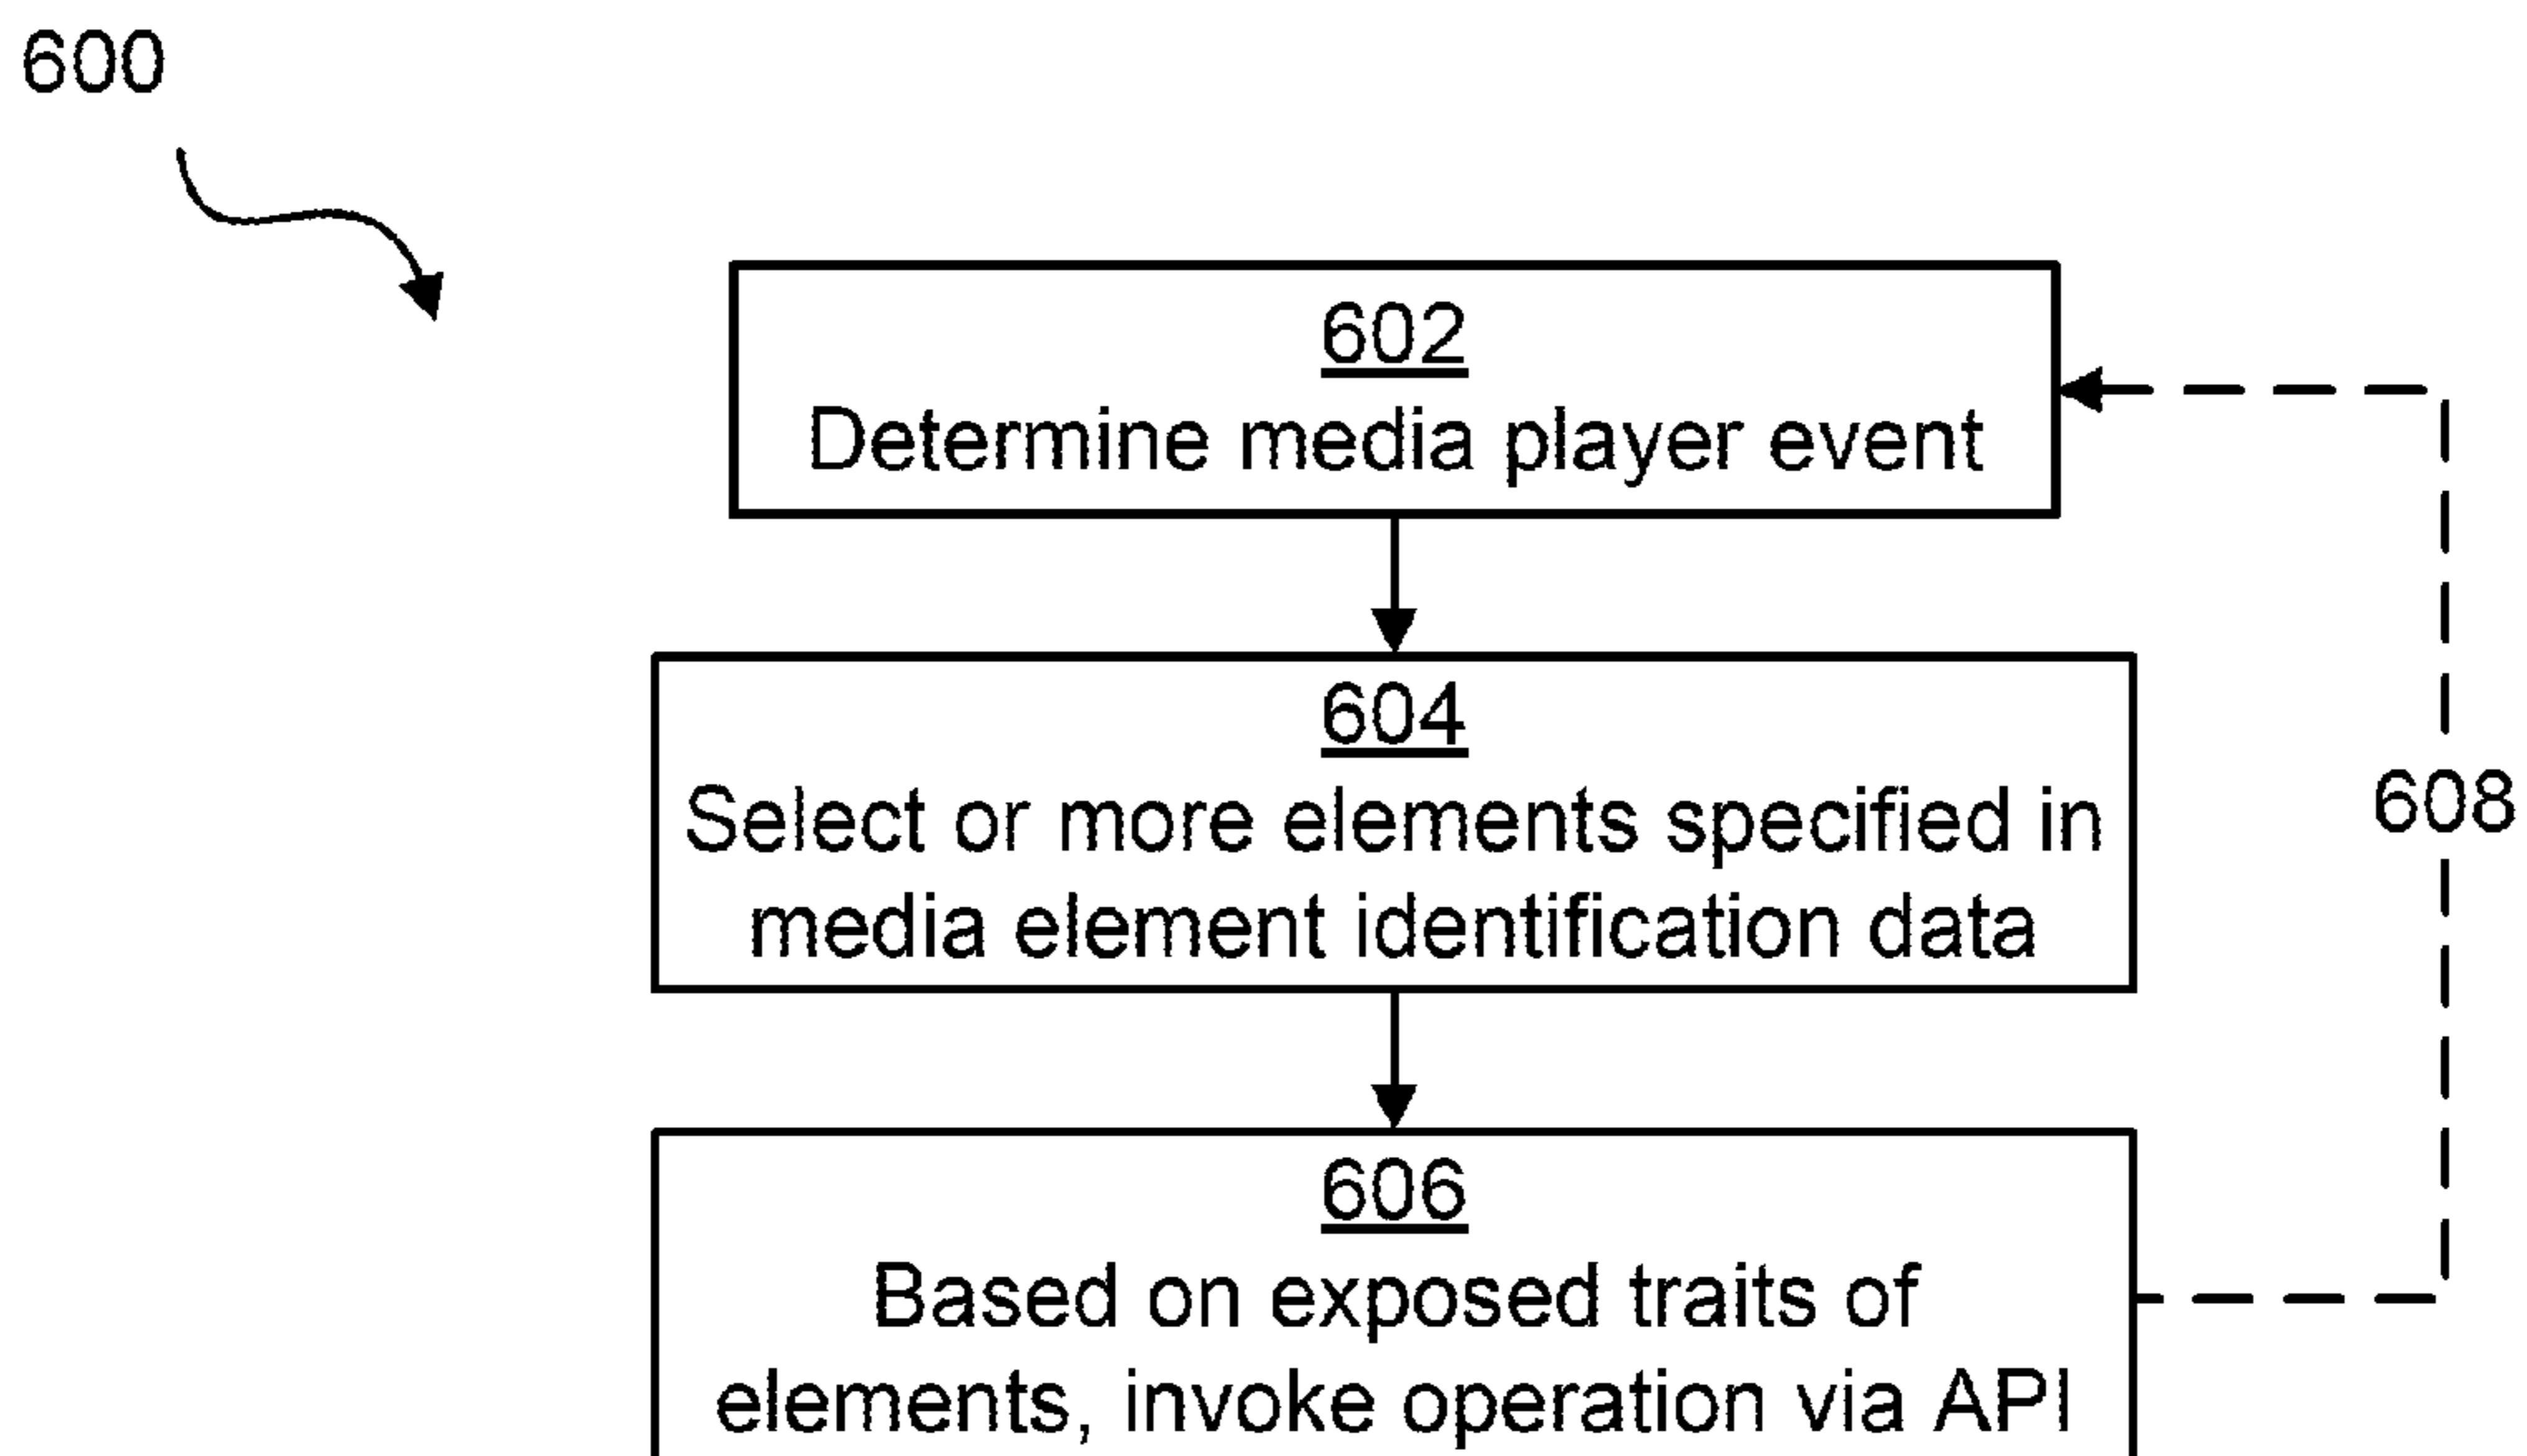 600
602
Determine media player event
604
Select or more elements specified in
media element identification data
608
606
Based on exposed traits of
elements, invoke operation via API